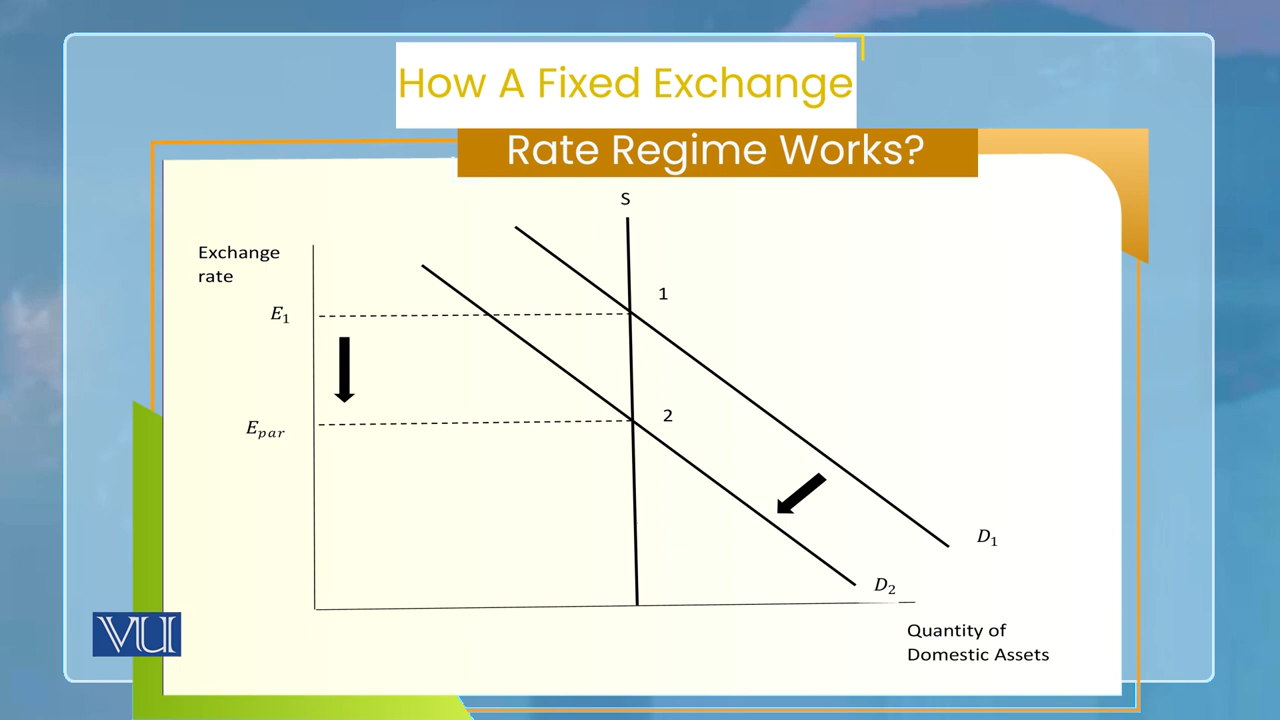 How A Fixed Exchange
Rate Regime Works?
S
Exchange
rate
1
E₁
2
Eₚₐᵣ
D₁
D₂
VU
Quantity of
Domestic Assets